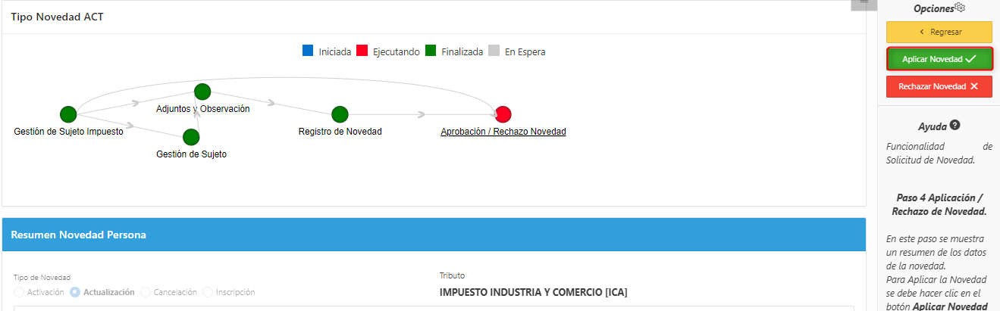 Tipo Novedad ACT
Iniciada Ejecutando Finalizada En Espera
Adjuntos y Observación
Gestión de Sujeto Impuesto
Registro de Novedad
Aprobación / Rechazo Novedad
Gestión de Sujeto
Resumen Novedad Persona
Tipo de Novedad
Activación Actualización Cancelación Inscripción
Tributo
IMPUESTO INDUSTRIA Y COMERCIO [ICA]
Opciones
Regresar
Aplicar Novedad
Rechazar Novedad
Ayuda
Funcionalidad de
Solicitud de Novedad.
Paso 4 Aplicación /
Rechazo de Novedad.
En este paso se muestra
un resumen de los datos
de la novedad.
Para Aplicar la Novedad
se debe hacer clic en el
botón Aplicar Novedad